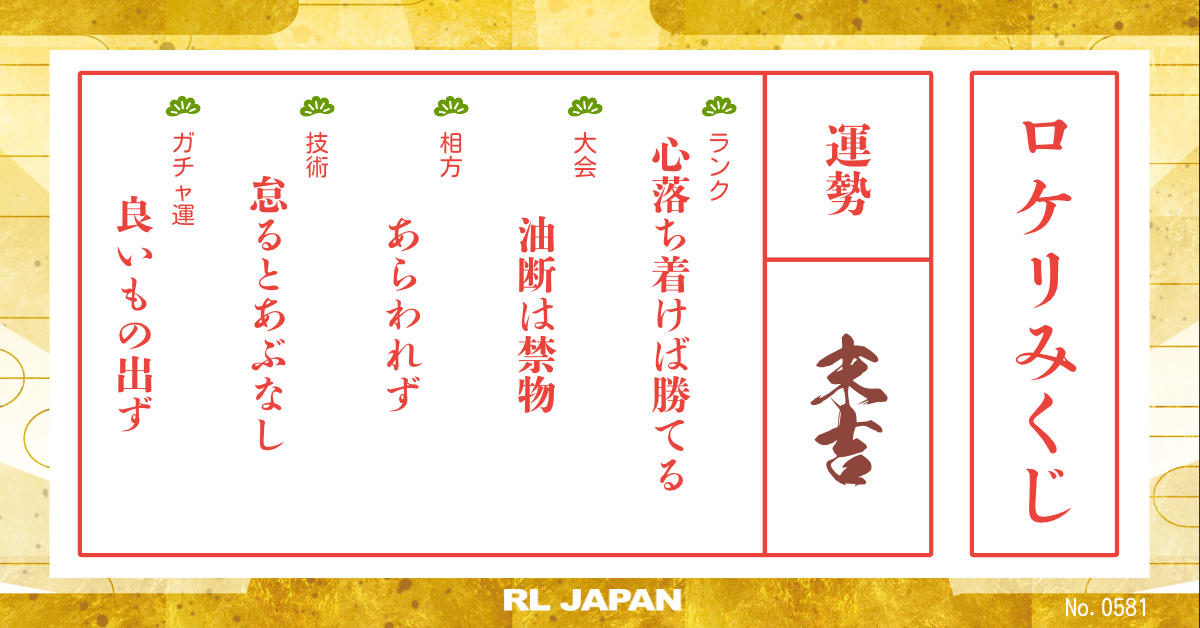 ロケリみくじ
運勢
末吉
ランク
心落ち着けば勝てる
大会
油断は禁物
相方
あらわれず
技術
怠るとあぶなし
ガチャ運
良いもの出ず
RL JAPAN
No. 0581